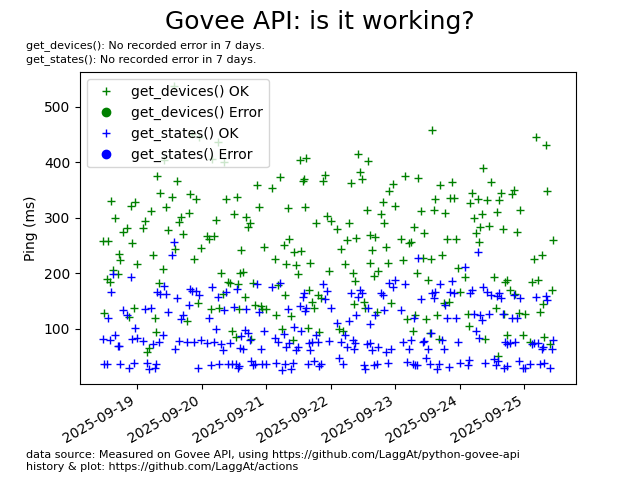 Govee API: is it working?
get_devices(): No recorded error in 7 days.
get_states(): No recorded error in 7 days.
get_devices() OK
get_devices() Error
get_states() OK
get_states() Error
Ping (ms)
500
400
300
200
100
2025-09-19
2025-09-20
2025-09-21
2025-09-22
2025-09-23
2025-09-24
2025-09-25
data source: Measured on Govee API, using https://github.com/LaggAt/python-govee-api
history & plot: https://github.com/LaggAt/actions